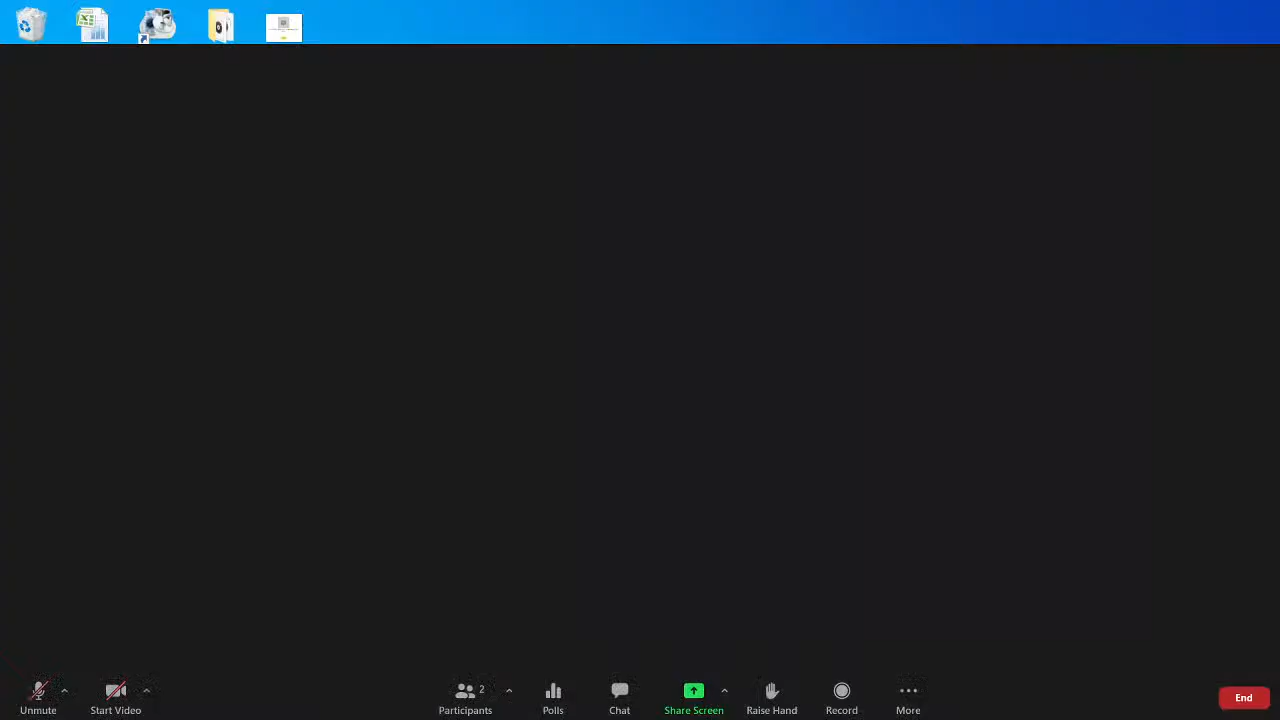 Unmute
Start Video
Participants 2
Polls
Chat
Share Screen
Raise Hand
Record
More
End